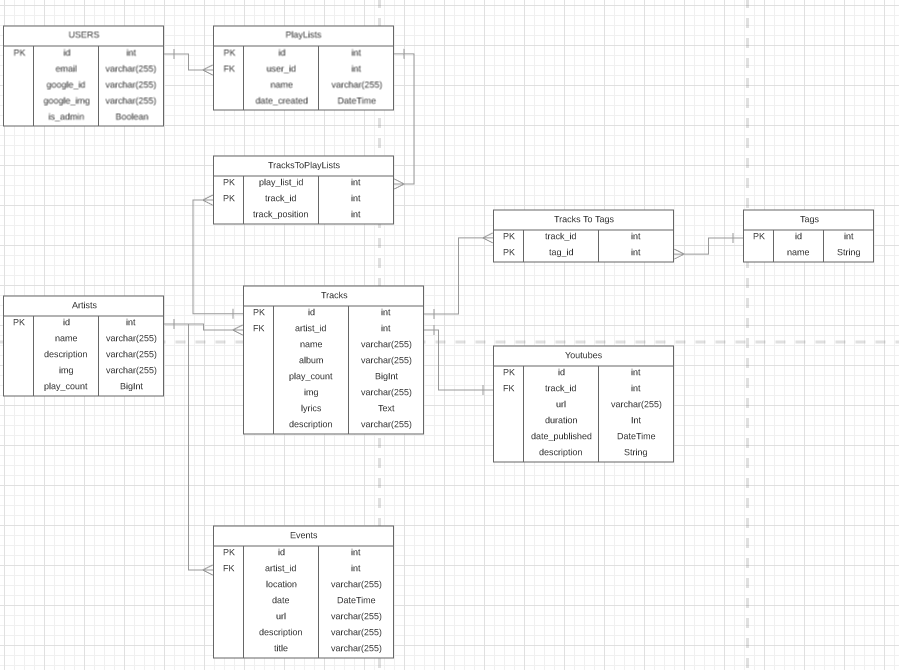 USERS
PK id int
email varchar(255)
google_id varchar(255)
google_img varchar(255)
is_admin Boolean
PlayLists
PK id int
FK user_id int
name varchar(255)
date_created DateTime
TracksToPlayLists
PK play_list_id int
PK track_id int
track_position int
Tracks To Tags
PK track_id int
PK tag_id int
Tags
PK id int
name String
Artists
PK id int
name varchar(255)
description varchar(255)
img varchar(255)
play_count BigInt
Tracks
PK id int
FK artist_id int
name varchar(255)
album varchar(255)
play_count BigInt
img varchar(255)
lyrics Text
description varchar(255)
Youtubes
PK id int
FK track_id int
url varchar(255)
duration Int
date_published DateTime
description String
Events
PK id int
FK artist_id int
location varchar(255)
date DateTime
url varchar(255)
description varchar(255)
title varchar(255)